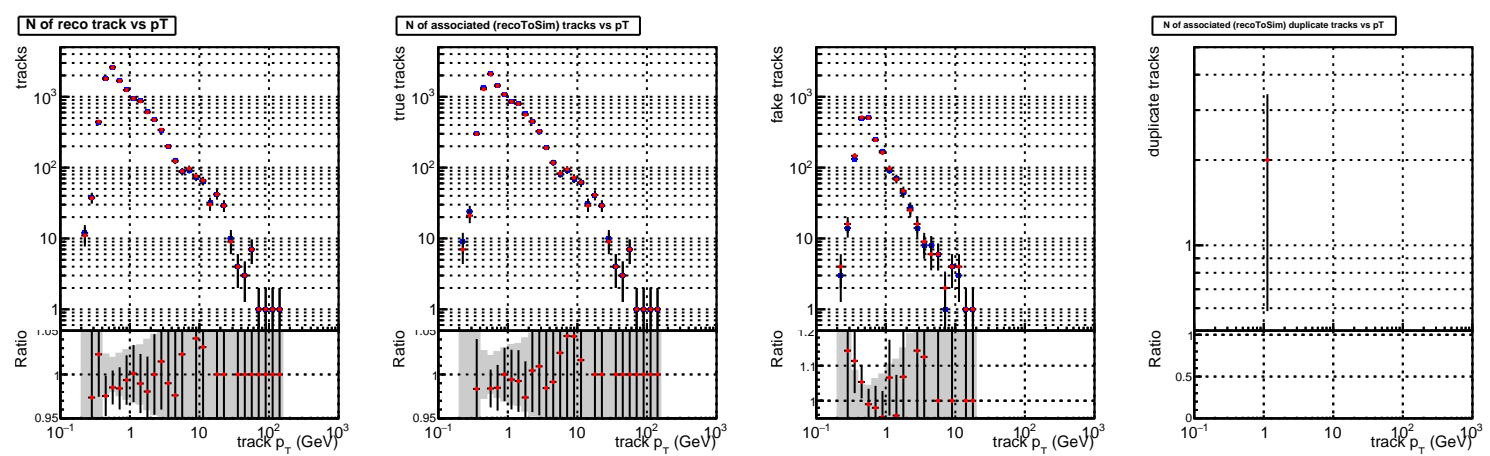 N of reco track vs pT
tracks
10³
10²
10
1
Ratio
1.05
1
0.95
10⁻¹ 1 10 10² 10³
track p_T (GeV)
N of associated (recoToSim) tracks vs pT
true tracks
10³
10²
10
1
Ratio
1.05
1
0.95
10⁻¹ 1 10 10² 10³
track p_T (GeV)
fake tracks
10³
10²
10
1
Ratio
1.2
1.1
1
10⁻¹ 1 10 10² 10³
track p_T (GeV)
N of associated (recoToSim) duplicate tracks vs pT
duplicate tracks
1
Ratio
1
0.5
0
10⁻¹ 1 10 10² 10³
track p_T (GeV)